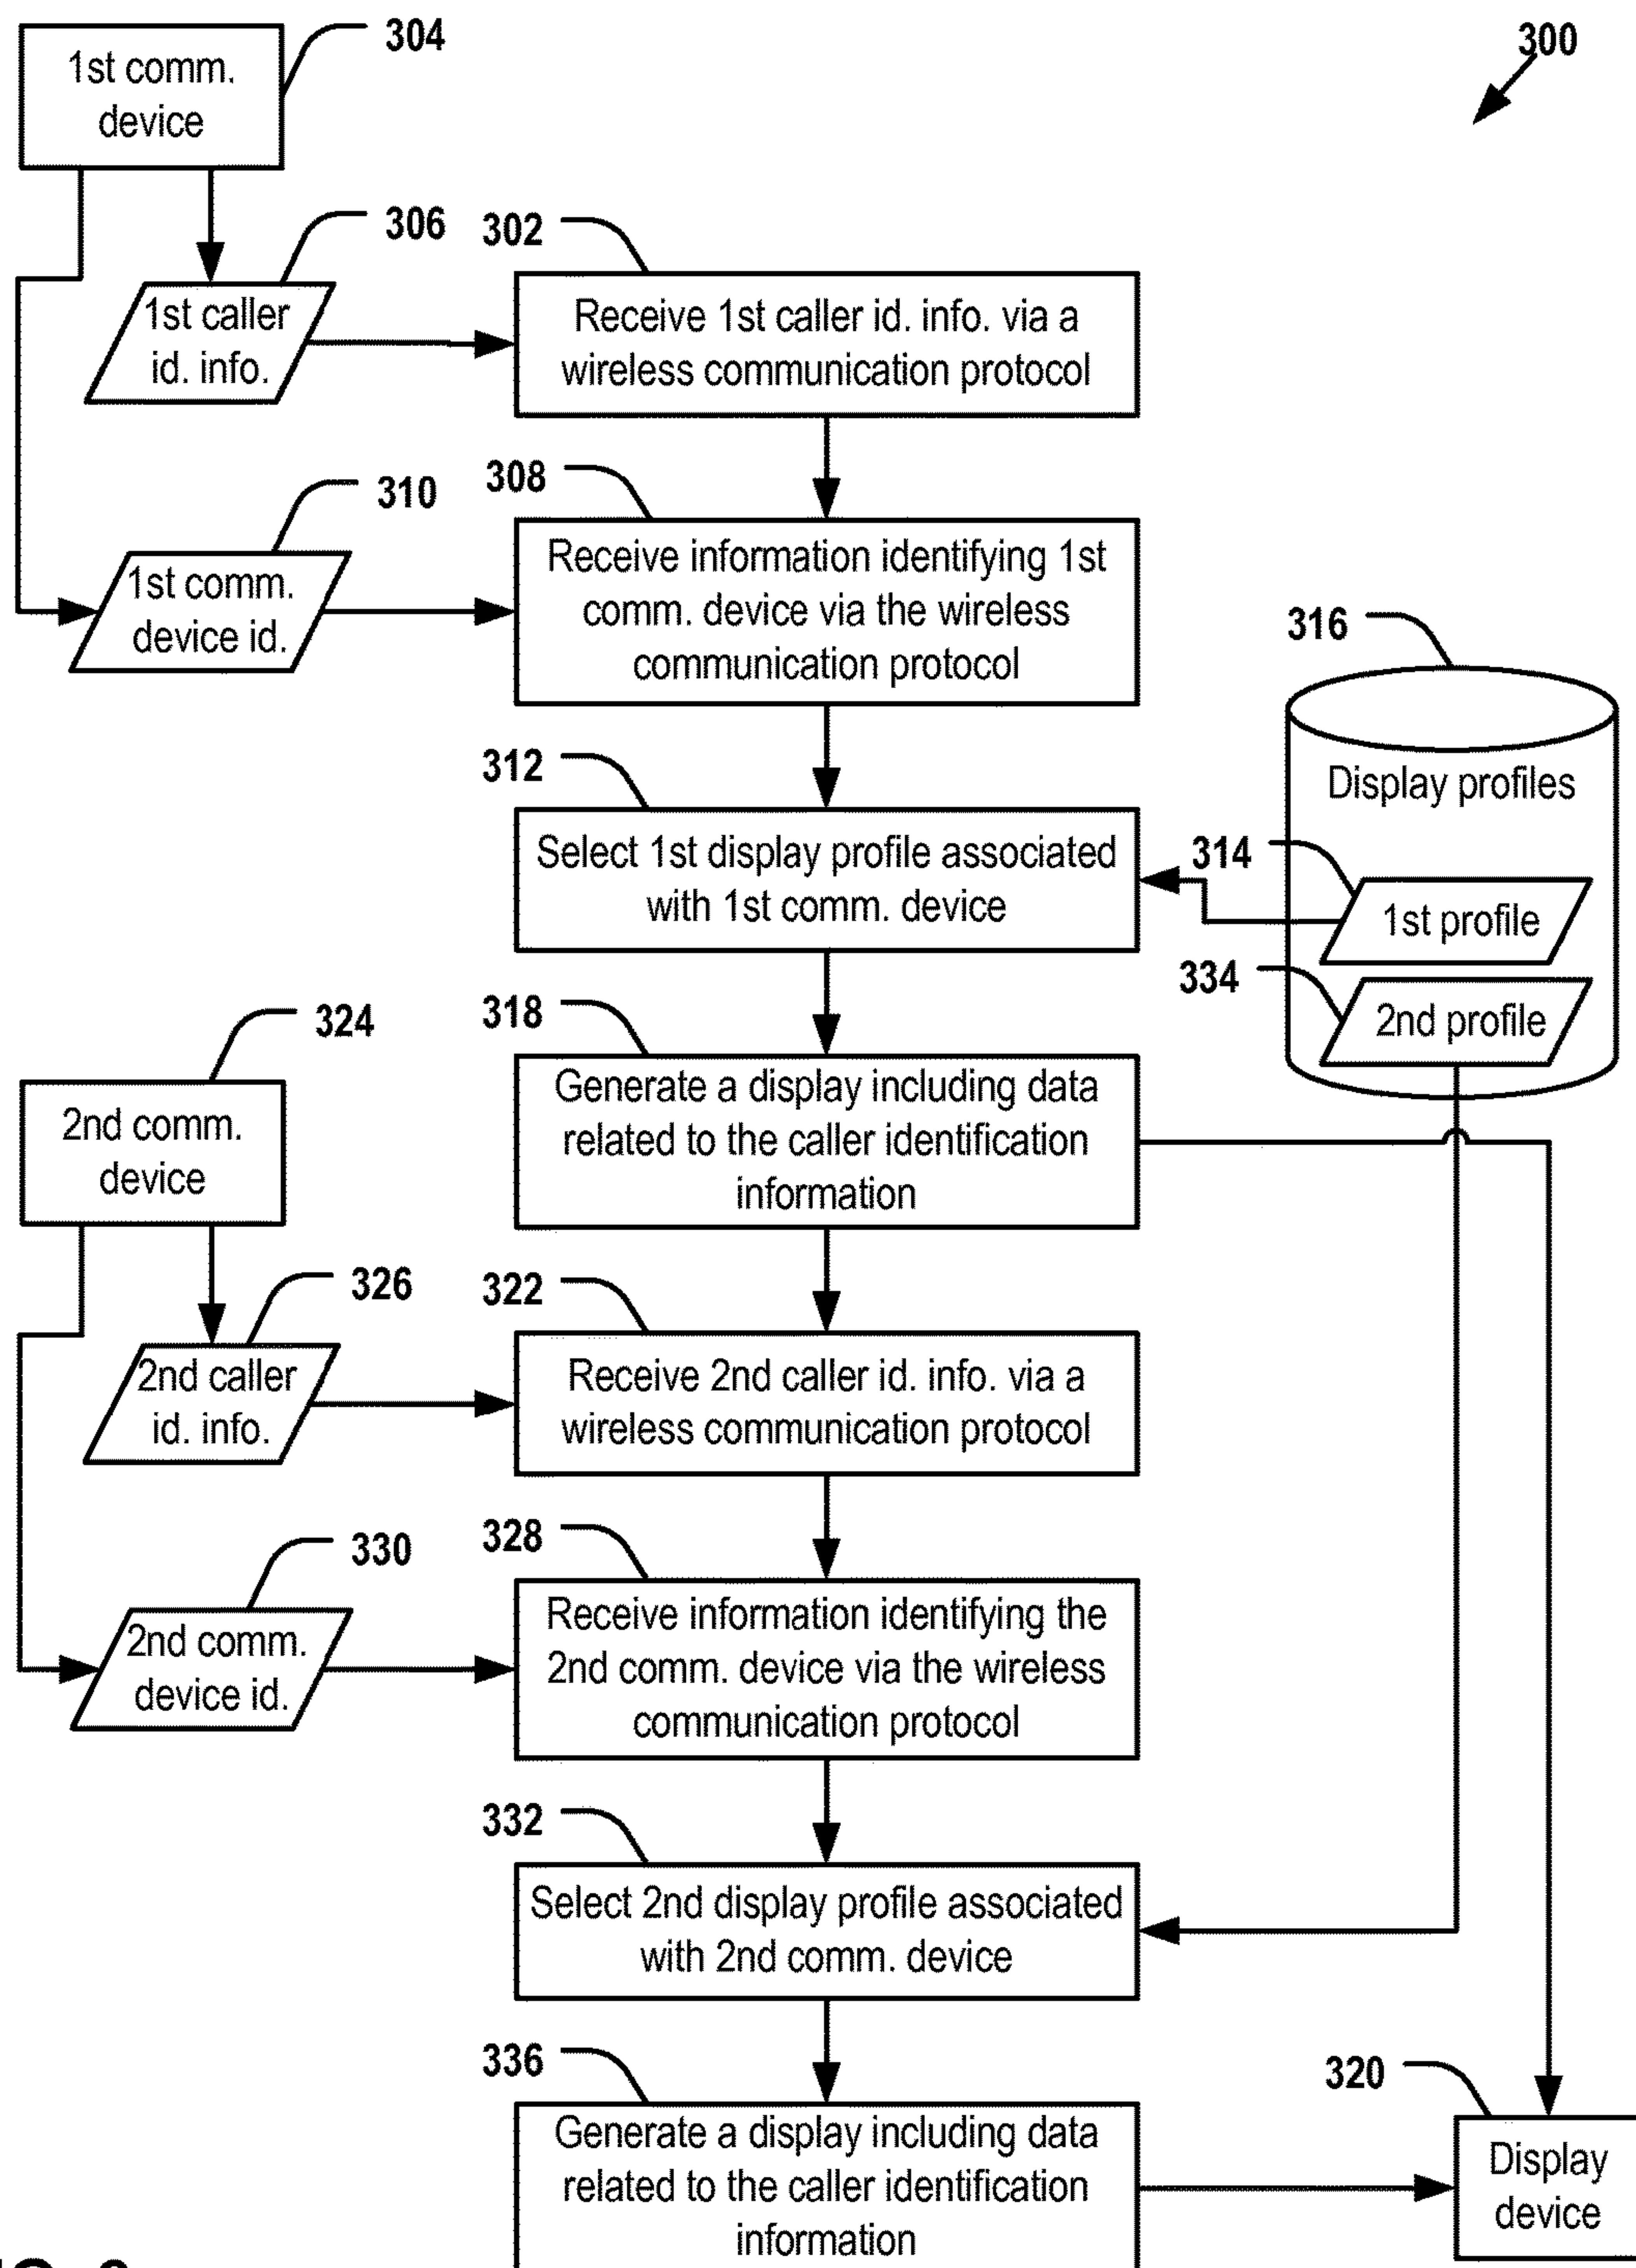 304
300
1st comm.
device
306
302
1st caller
id. info.
Receive 1st caller id. info. via a
wireless communication protocol
310
308
1st comm.
device id.
Receive information identifying 1st
comm. device via the wireless
communication protocol
316
Display profiles
312
Select 1st display profile associated
with 1st comm. device
314
1st profile
334
2nd profile
324
318
2nd comm.
device
Generate a display including data
related to the caller identification
information
326
322
2nd caller
id. info.
Receive 2nd caller id. info. via a
wireless communication protocol
330
328
2nd comm.
device id.
Receive information identifying the
2nd comm. device via the wireless
communication protocol
332
Select 2nd display profile associated
with 2nd comm. device
336
320
Generate a display including data
related to the caller identification
information
Display
device